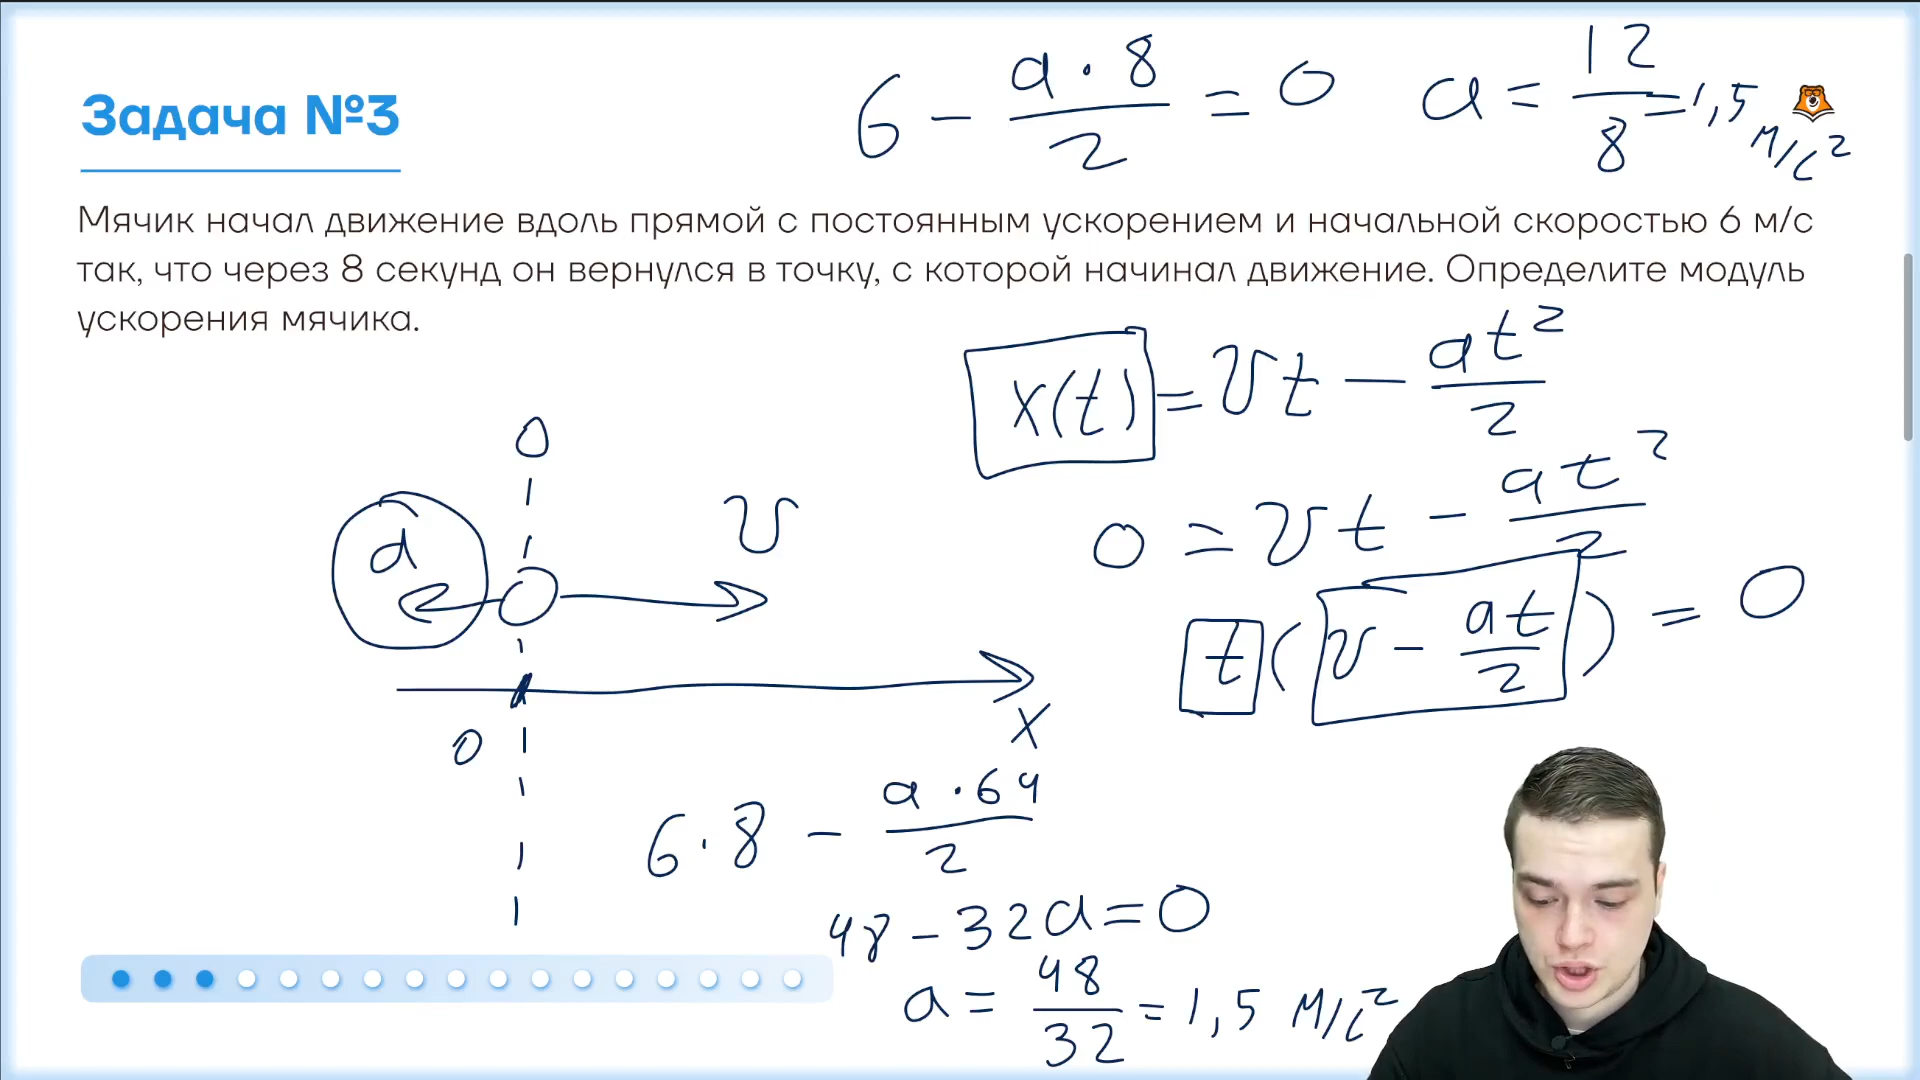 6 - a · 8 / 2 = 0 a = 12 / 8 = 1,5 м/с²
Задача №3
Мячик начал движение вдоль прямой с постоянным ускорением и начальной скоростью 6 м/с
так, что через 8 секунд он вернулся в точку, с которой начинал движение. Определите модуль
ускорения мячика.
x(t) = vt - at² / 2
0 = vt - at² / 2
t ( v - at / 2 ) = 0
0
a
v
0
x
6 · 8 - a · 64 / 2
48 - 32a = 0
a = 48 / 32 = 1,5 м/с²